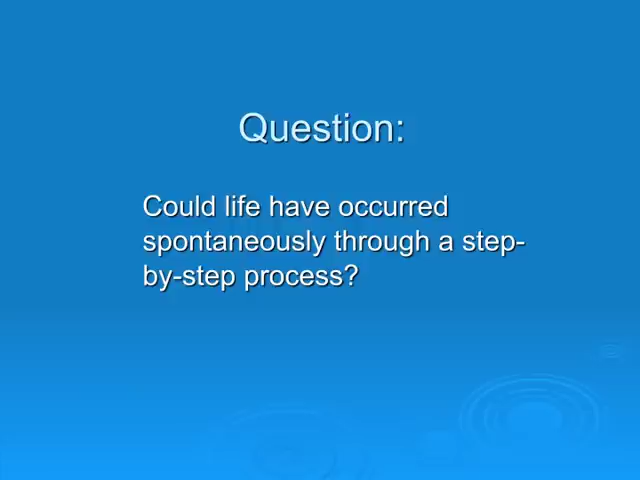 Question:
Could life have occurred
spontaneously through a step-
by-step process?